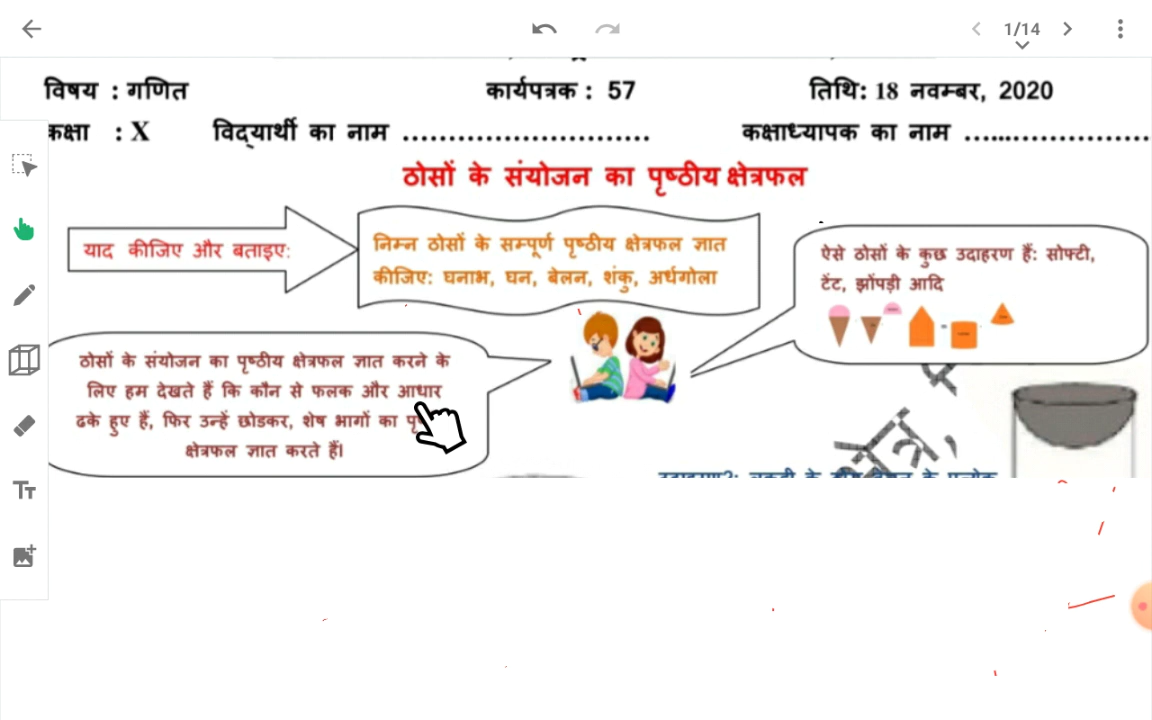 1/14
विषय : गणित
कार्यपत्रक : 57
तिथि: 18 नवम्बर, 2020
कक्षा : X
विद्यार्थी का नाम ..............................
कक्षाध्यापक का नाम ......................
ठोसों के संयोजन का पृष्ठीय क्षेत्रफल
याद कीजिए और बताइए:
निम्न ठोसों के सम्पूर्ण पृष्ठीय क्षेत्रफल ज्ञात
कीजिए: घनाभ, घन, बेलन, शंकु, अर्धगोला
ऐसे ठोसों के कुछ उदाहरण हैं: सोफ्टी,
टेंट, झोंपड़ी आदि
ठोसों के संयोजन का पृष्ठीय क्षेत्रफल ज्ञात करने के
लिए हम देखते हैं कि कौन से फलक और आधार
ढके हुए हैं, फिर उन्हें छोडकर, शेष भागों का
क्षेत्रफल ज्ञात करते हैं।
Tт